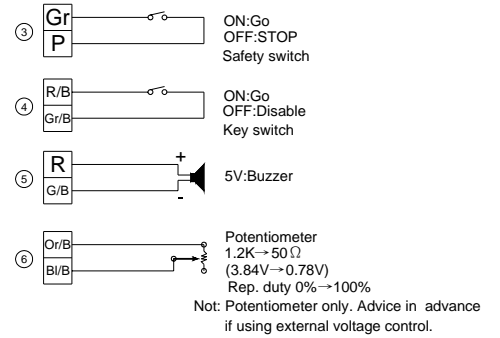 ③ Gr ON:Go
P OFF:STOP
Safety switch
④ R/B ON:Go
Gr/B OFF:Disable
Key switch
⑤ R +
5V:Buzzer
G/B -
⑥ Or/B Potentiometer
1.2K→50Ω
Bl/B (3.84V→0.78V)
Rep. duty 0%→100%
Not: Potentiometer only. Advice in advance
if using external voltage control.